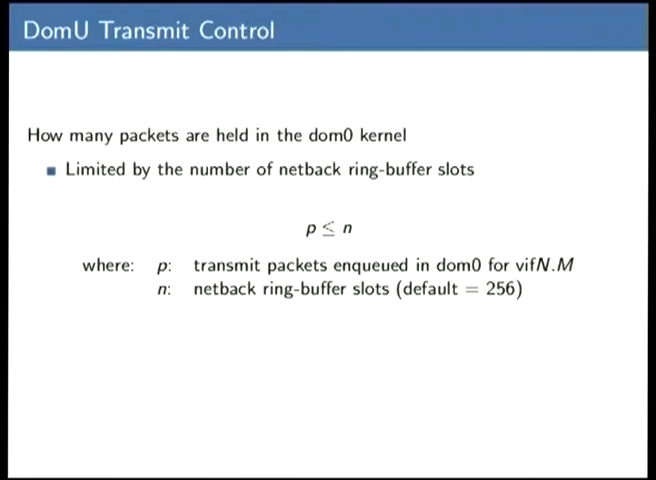 DomU Transmit Control
How many packets are held in the dom0 kernel
Limited by the number of netback ring-buffer slots
p ≤ n
where: p: transmit packets enqueued in dom0 for vifN.M
n: netback ring-buffer slots (default = 256)